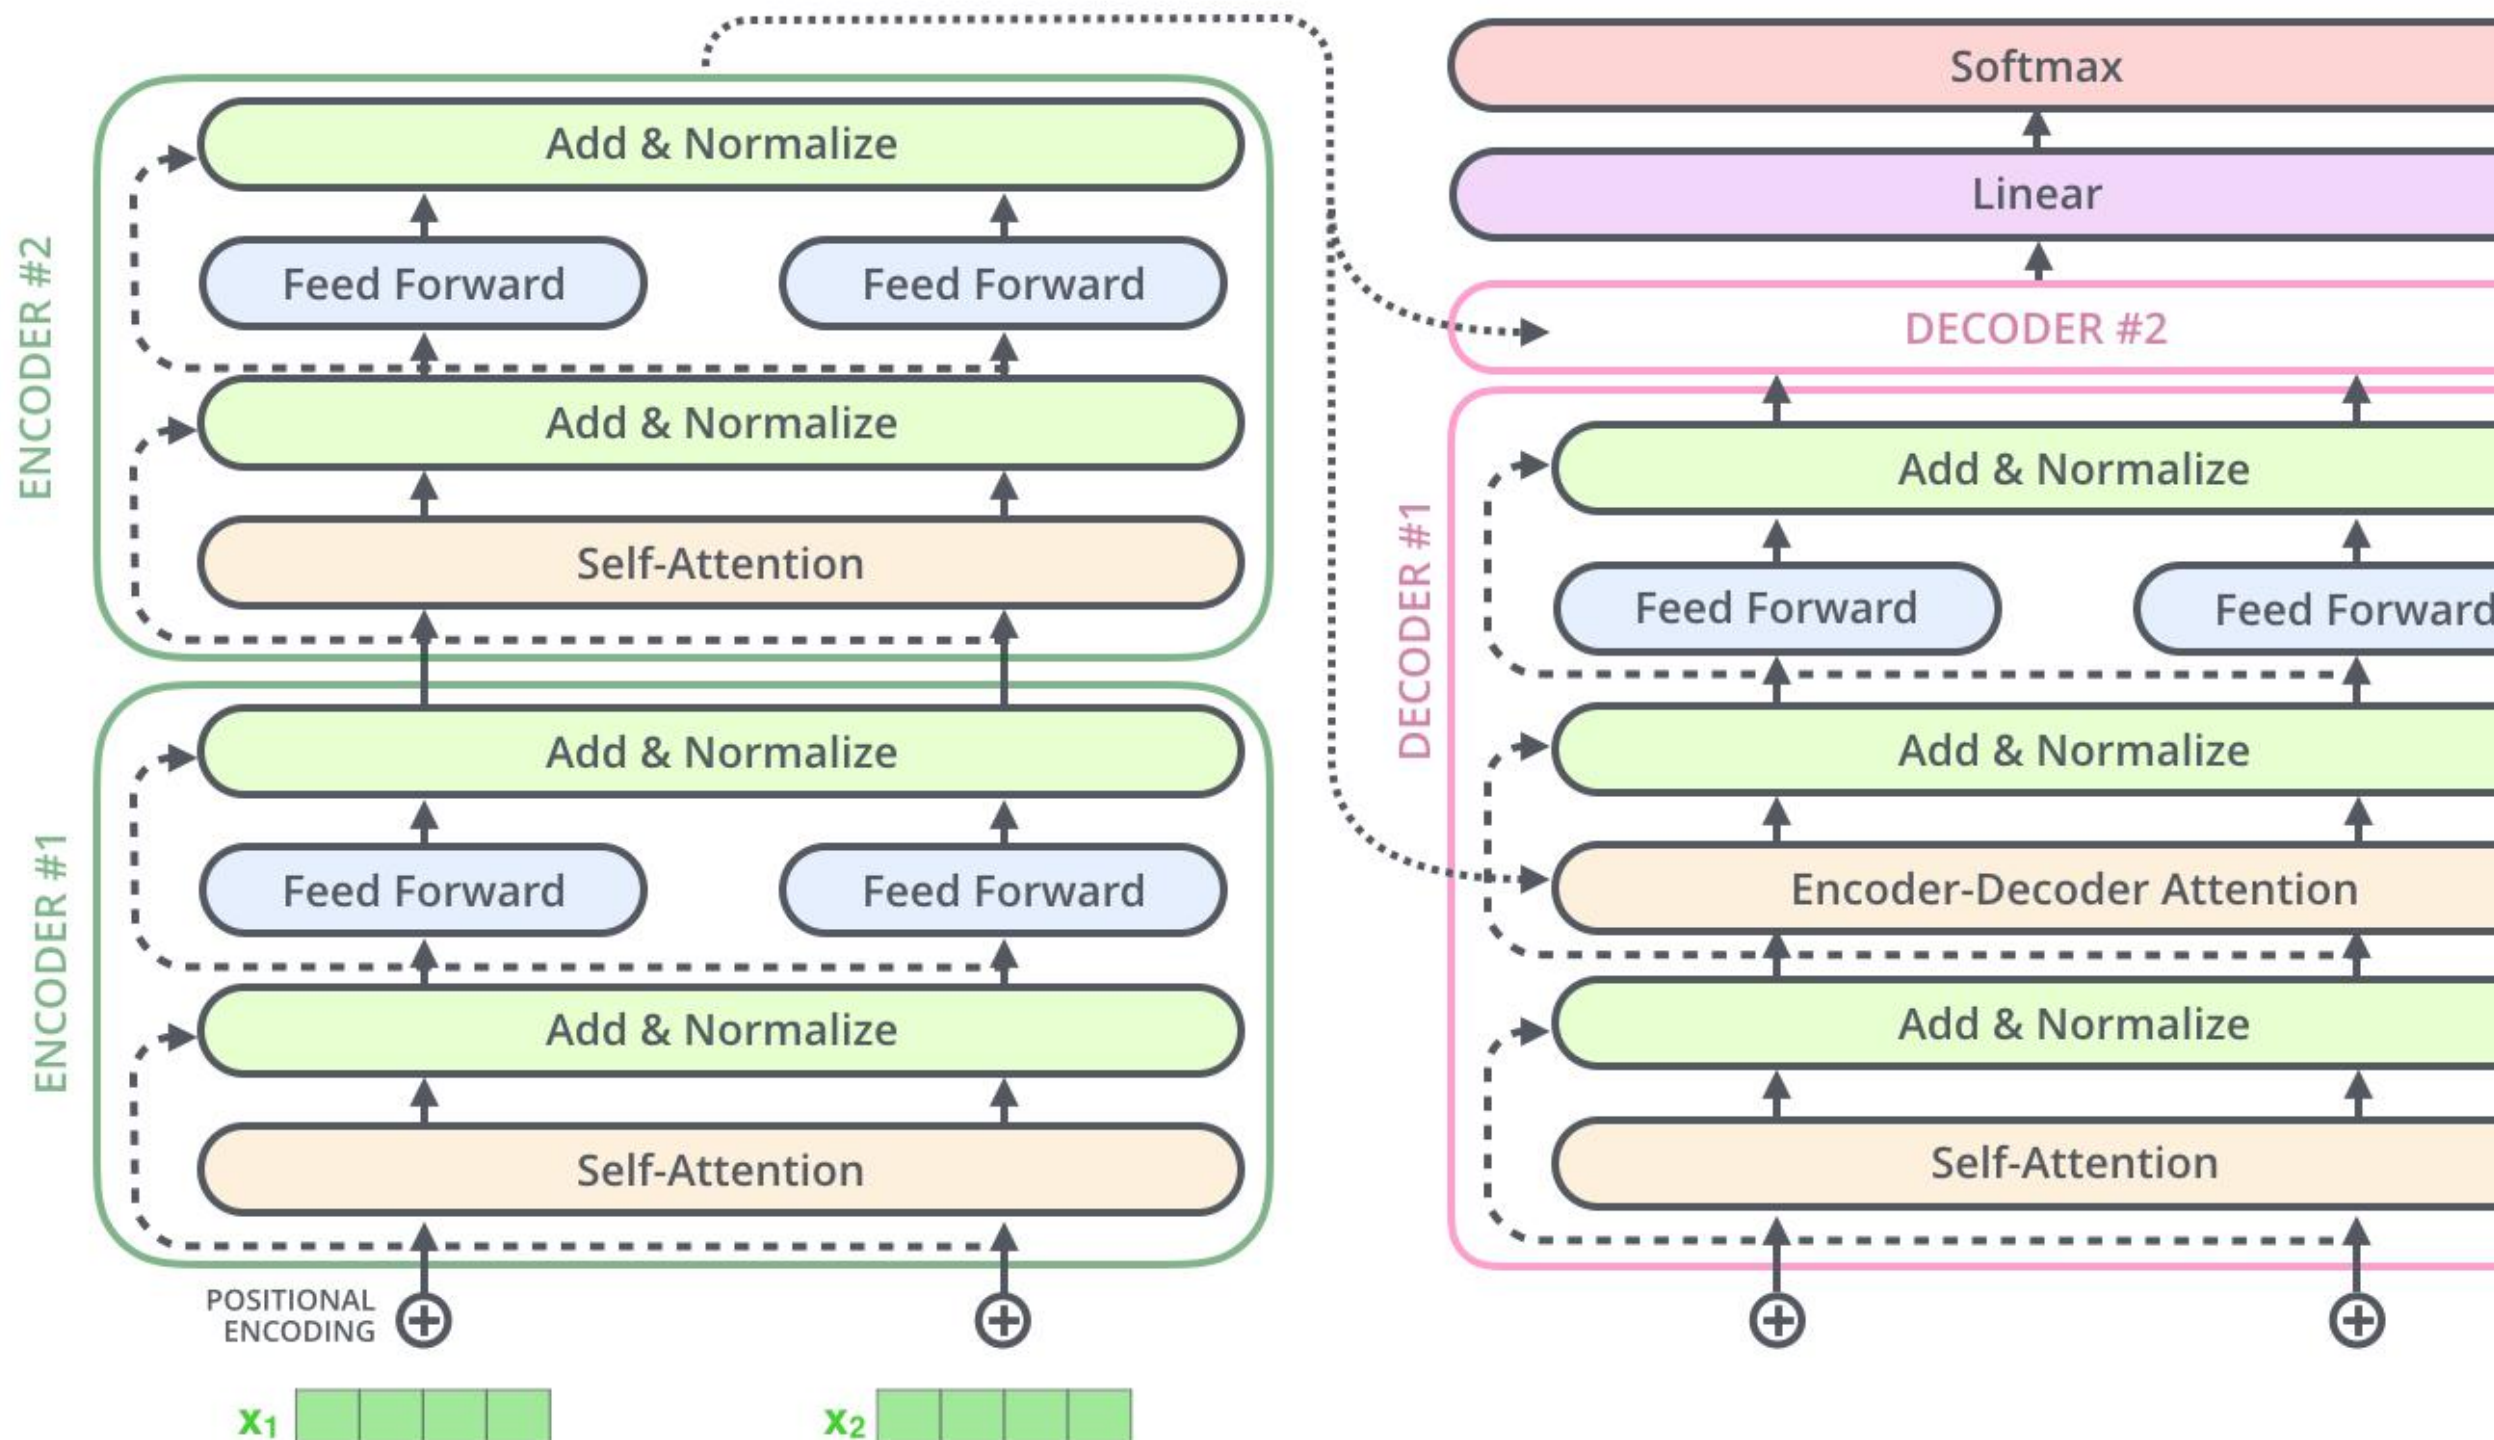 ENCODER #2
Add & Normalize
Feed Forward
Feed Forward
Add & Normalize
Self-Attention
ENCODER #1
Add & Normalize
Feed Forward
Feed Forward
Add & Normalize
Self-Attention
POSITIONAL
ENCODING
x1
x2
Softmax
Linear
DECODER #2
DECODER #1
Add & Normalize
Feed Forward
Feed Forward
Add & Normalize
Encoder-Decoder Attention
Add & Normalize
Self-Attention